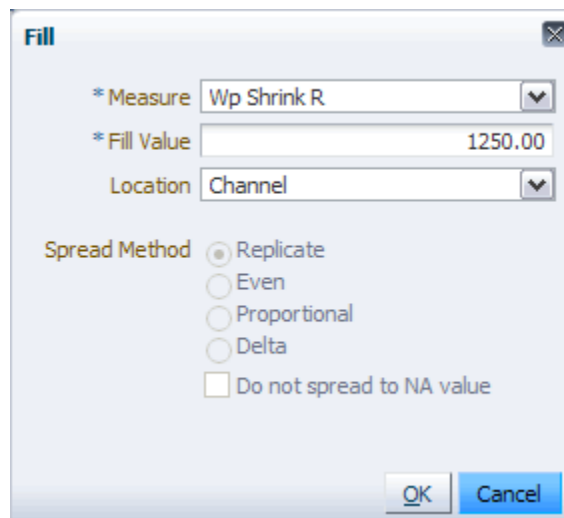 Fill
* Measure Wp Shrink R
* Fill Value 1250.00
Location Channel
Spread Method Replicate
Even
Proportional
Delta
Do not spread to NA value
OK Cancel